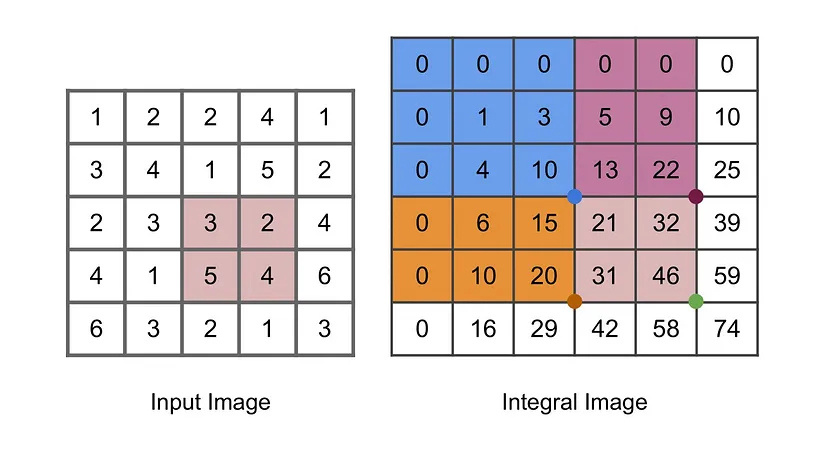 1 2 2 4 1
3 4 1 5 2
2 3 3 2 4
4 1 5 4 6
6 3 2 1 3
Input Image
0 0 0 0 0 0
0 1 3 5 9 10
0 4 10 13 22 25
0 6 15 21 32 39
0 10 20 31 46 59
0 16 29 42 58 74
Integral Image